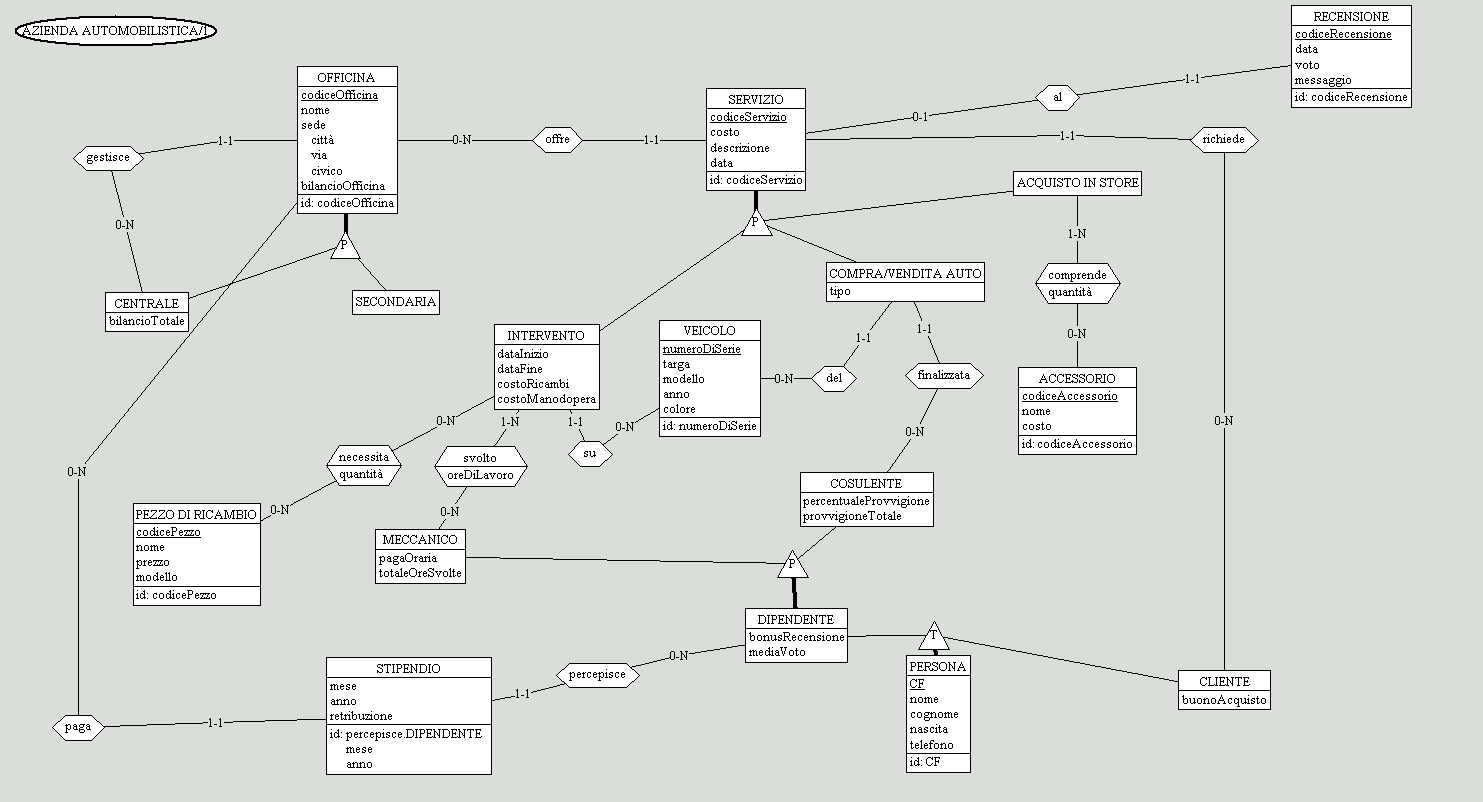 AZIENDA AUTOMOBILISTICA/1
RECENSIONE
codiceRecensione
data
voto
messaggio
id: codiceRecensione
1-1
al
0-1
OFFICINA
codiceOfficina
nome
sede
città
via
civico
bilancioOfficina
id: codiceOfficina
SERVIZIO
codiceServizio
costo
descrizione
data
id: codiceServizio
gestisce
1-1
0-N
offre
1-1
1-1
richiede
0-N
P
P
ACQUISTO IN STORE
1-N
comprende
quantità
0-N
CENTRALE
bilancioTotale
SECONDARIA
COMPRA/VENDITA AUTO
tipo
INTERVENTO
dataInizio
dataFine
costoRicambi
costoManodopera
VEICOLO
numeroDiSerie
targa
modello
anno
colore
id: numeroDiSerie
1-1
1-1
0-N
del
finalizzata
ACCESSORIO
codiceAccessorio
nome
costo
id: codiceAccessorio
0-N
1-N
1-1
0-N
0-N
0-N
necessita
quantità
svolto
oreDiLavoro
su
0-N
0-N
0-N
COSULENTE
percentualeProvvigione
provvigioneTotale
PEZZO DI RICAMBIO
codicePezzo
nome
prezzo
modello
id: codicePezzo
MECCANICO
pagaOraria
totaleOreSvolte
P
DIPENDENTE
bonusRecensione
mediaVoto
T
PERSONA
CF
nome
cognome
nascita
telefono
id: CF
CLIENTE
buonoAcquisto
STIPENDIO
mese
anno
retribuzione
id: percepisce.DIPENDENTE
mese
anno
percepisce
0-N
1-1
paga
1-1